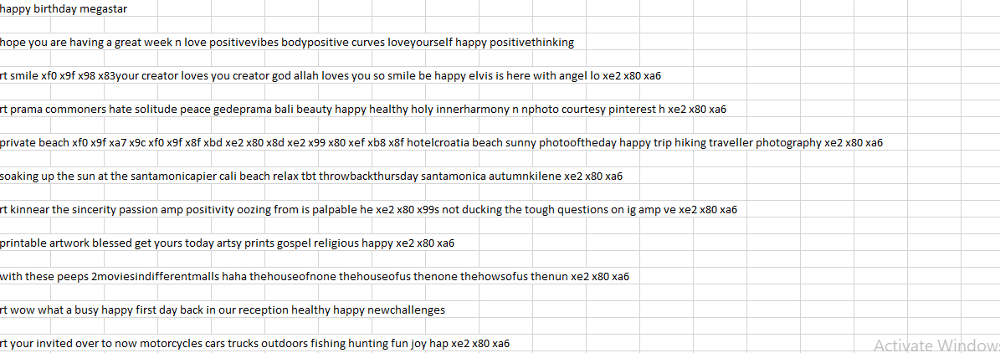 happy birthday megastar
hope you are having a great week n love positivevibes bodypositive curves loveyourself happy positivethinking
rt smile xf0 x9f x98 x83your creator loves you creator god allah loves you so smile be happy elvis is here with angel lo xe2 x80 xa6
rt prama commoners hate solitude peace gedeprama bali beauty happy healthy holy innerharmony n nphoto courtesy pinterest h xe2 x80 xa6
private beach xf0 x9f xa7 x9c xf0 x9f x8f xbd xe2 x80 x8d xe2 x99 x80 xef xb8 x8f hotelcroatia beach sunny photooftheday happy trip hiking traveller photography xe2 x80 xa6
soaking up the sun at the santamonicapier cali beach relax tbt throwbackthursday santamonica autumnkilene xe2 x80 xa6
rt kinnear the sincerity passion amp positivity oozing from is palpable he xe2 x80 x99s not ducking the tough questions on ig amp ve xe2 x80 xa6
printable artwork blessed get yours today artsy prints gospel religious happy xe2 x80 xa6
with these peeps 2moviesindifferentmalls haha thehouseofnone thehouseofus thenone thehowsofus thenun xe2 x80 xa6
rt wow what a busy happy first day back in our reception healthy happy newchallenges
rt your invited over to now motorcycles cars trucks outdoors fishing hunting fun joy hap xe2 x80 xa6
Activate Windows